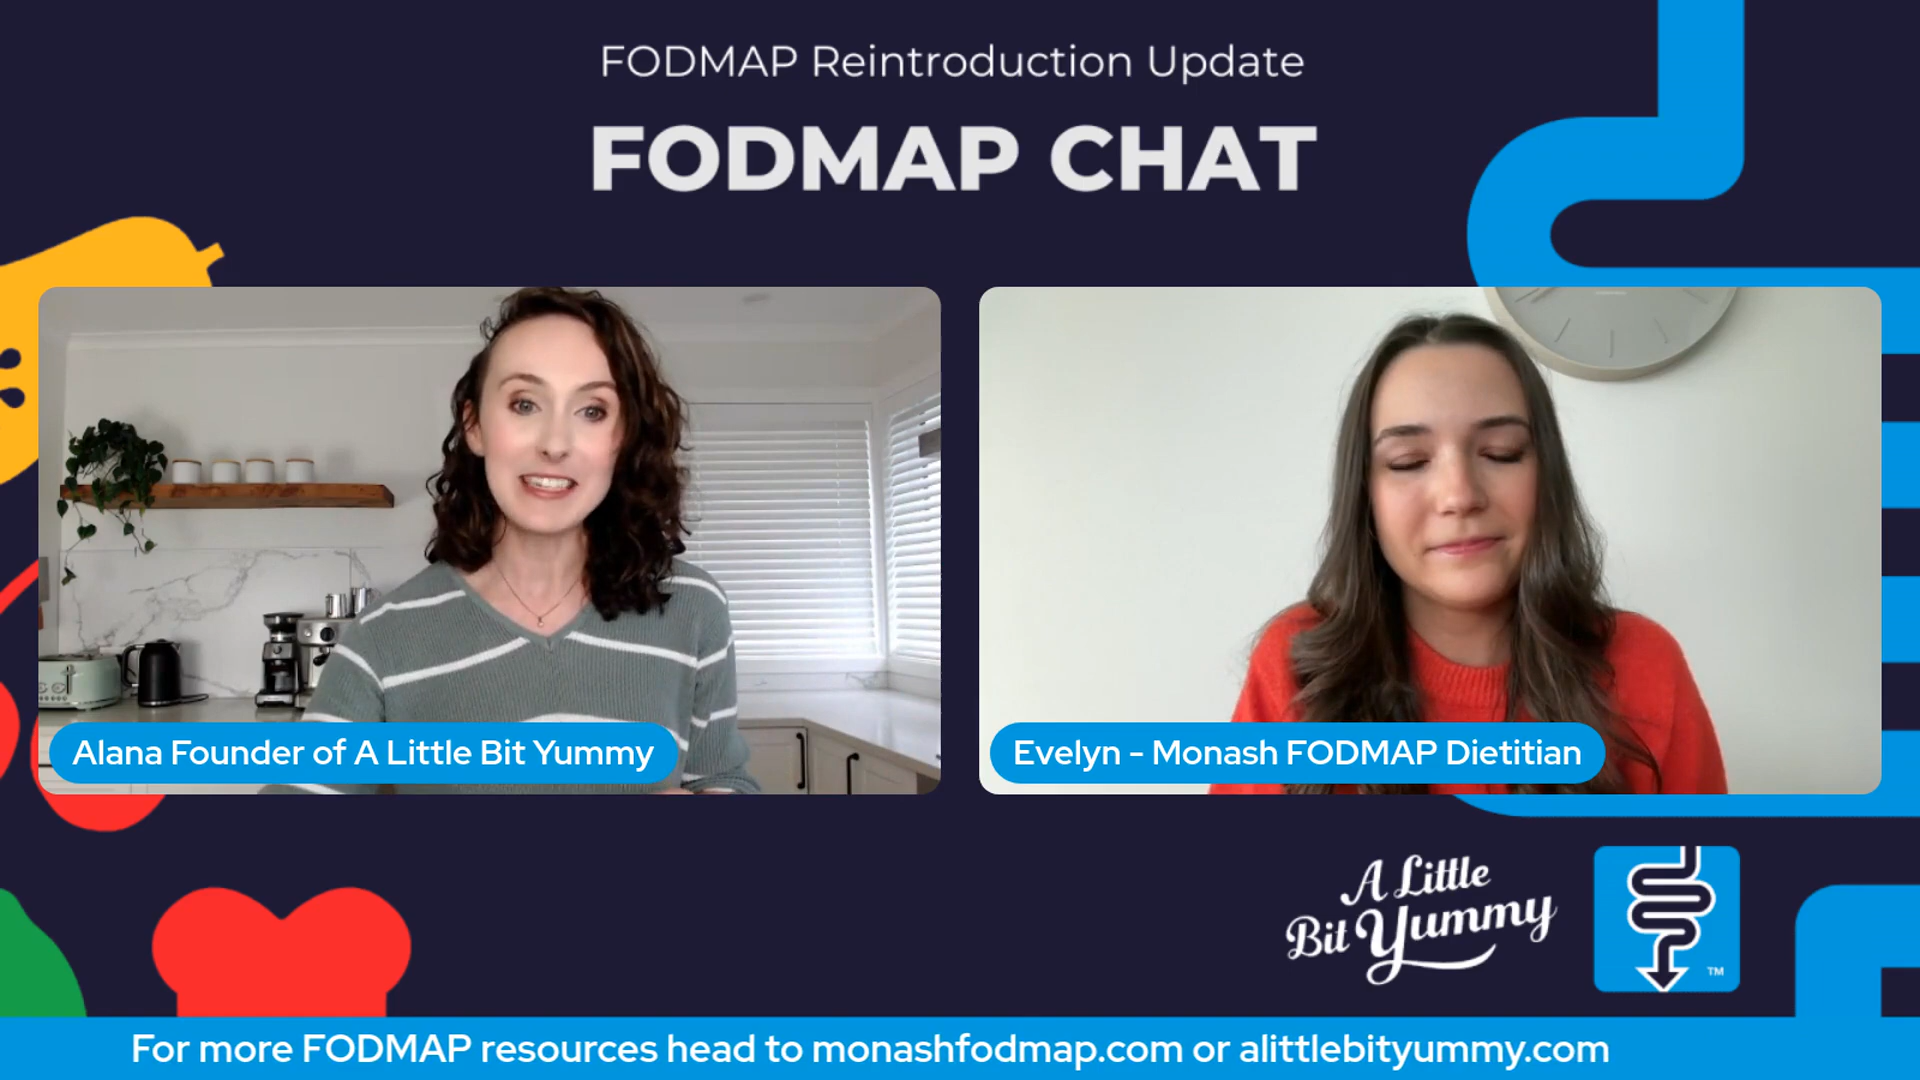 FODMAP Reintroduction Update
FODMAP CHAT
Alana Founder of A Little Bit Yummy
Evelyn - Monash FODMAP Dietitian
A Little
Bit Yummy
TM
For more FODMAP resources head to monashfodmap.com or alittlebityummy.com